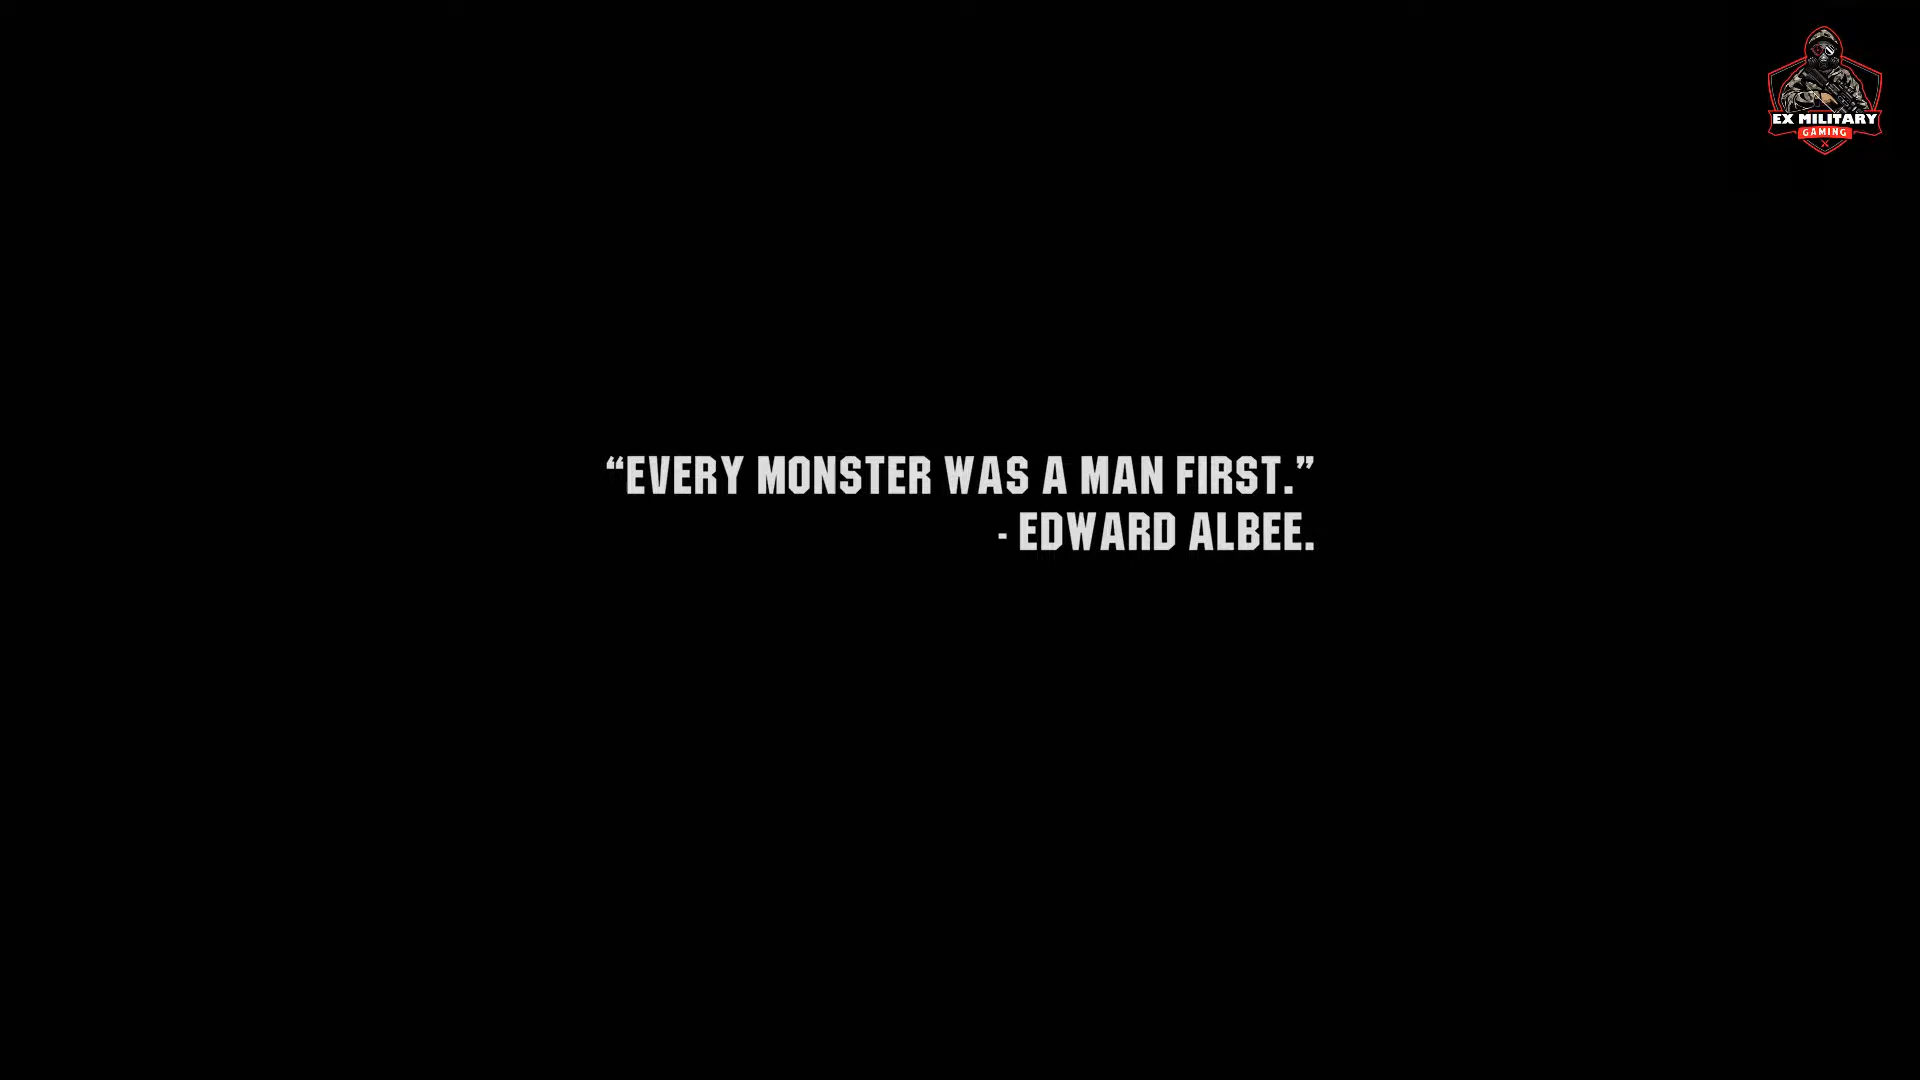 EX MILITARY
GAMING
“EVERY MONSTER WAS A MAN FIRST.”
- EDWARD ALBEE.